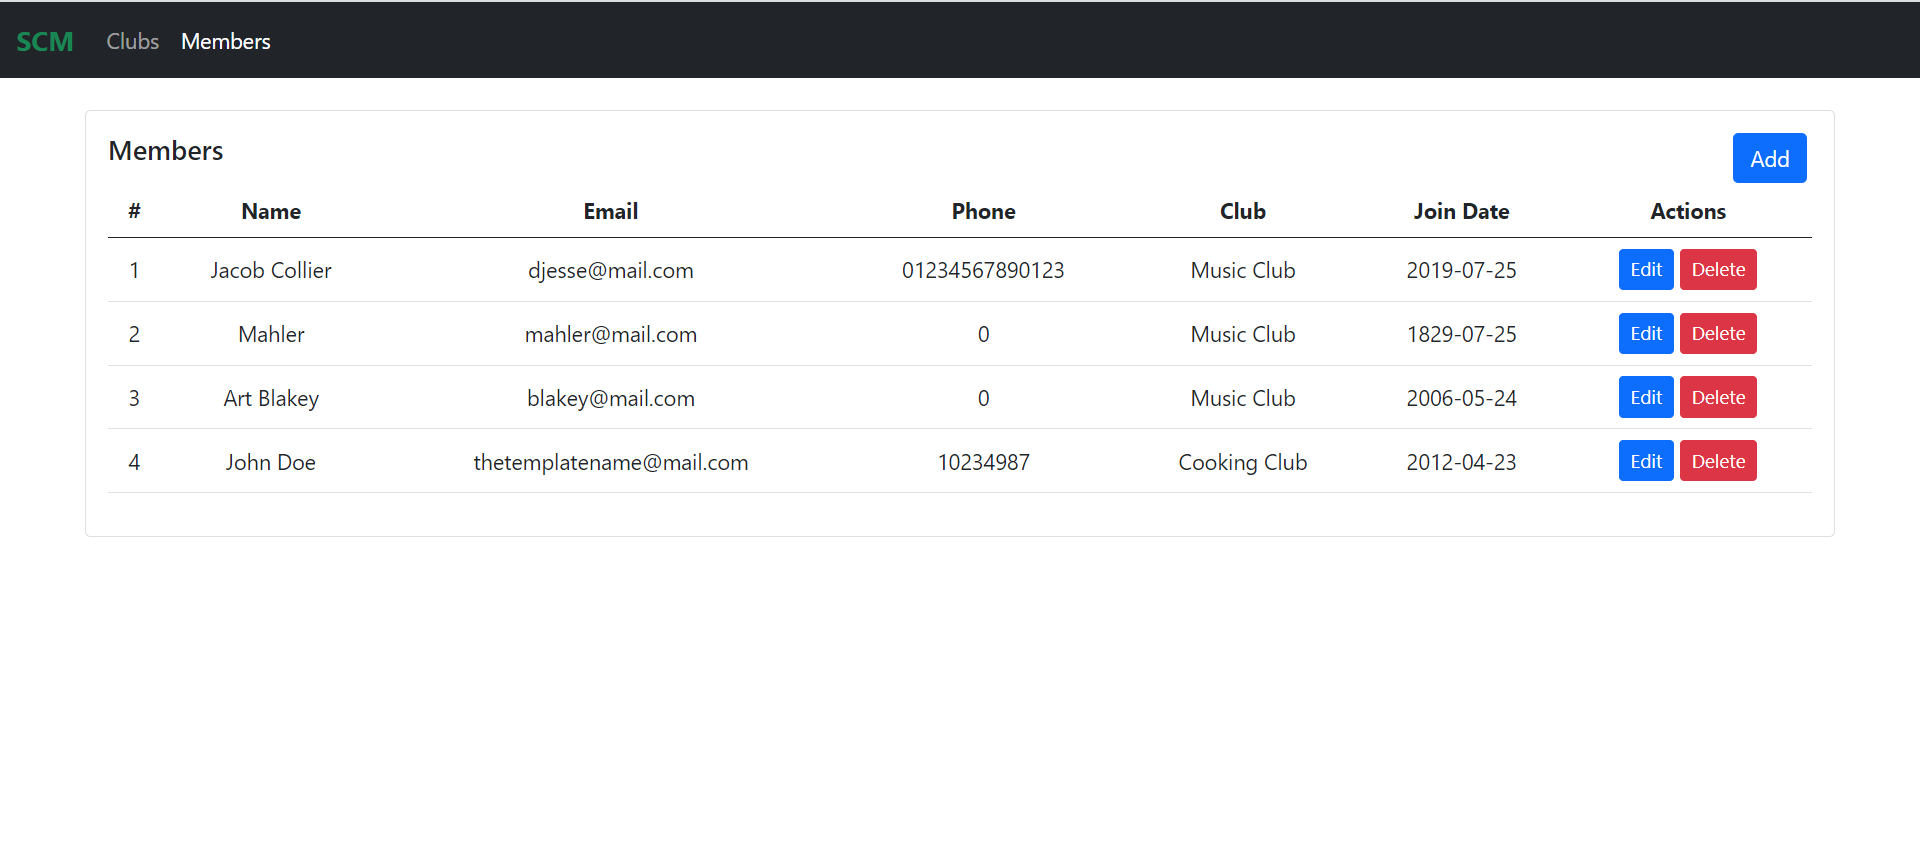 SCM Clubs Members
Members
Add
# Name Email Phone Club Join Date Actions
1 Jacob Collier djesse@mail.com 01234567890123 Music Club 2019-07-25 Edit Delete
2 Mahler mahler@mail.com 0 Music Club 1829-07-25 Edit Delete
3 Art Blakey blakey@mail.com 0 Music Club 2006-05-24 Edit Delete
4 John Doe thetemplatename@mail.com 10234987 Cooking Club 2012-04-23 Edit Delete